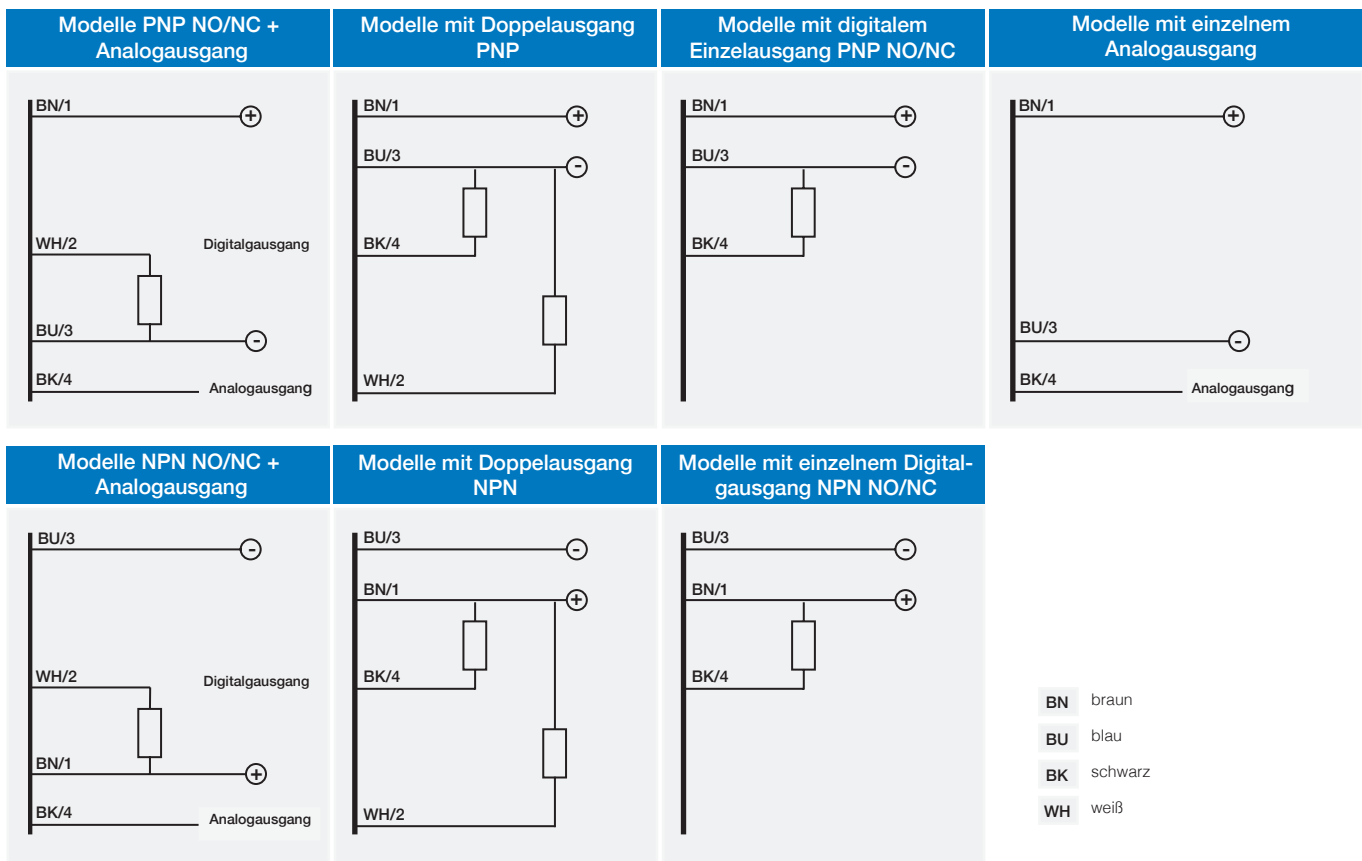 Modelle PNP NO/NC +
Analogausgang
Modelle mit Doppelausgang
PNP
Modelle mit digitalem
Einzelausgang PNP NO/NC
Modelle mit einzelnem
Analogausgang
BN/1
+
WH/2
Digitalgausgang
BU/3
-
BK/4
Analogausgang
BN/1
+
BU/3
-
BK/4
WH/2
BN/1
+
BU/3
-
BK/4
BN/1
+
BU/3
-
BK/4
Analogausgang
Modelle NPN NO/NC +
Analogausgang
Modelle mit Doppelausgang
NPN
Modelle mit einzelnem Digital-
gausgang NPN NO/NC
BU/3
-
WH/2
Digitalgausgang
BN/1
+
BK/4
Analogausgang
BU/3
-
BN/1
+
BK/4
WH/2
BU/3
-
BN/1
+
BK/4
BN braun
BU blau
BK schwarz
WH weiß